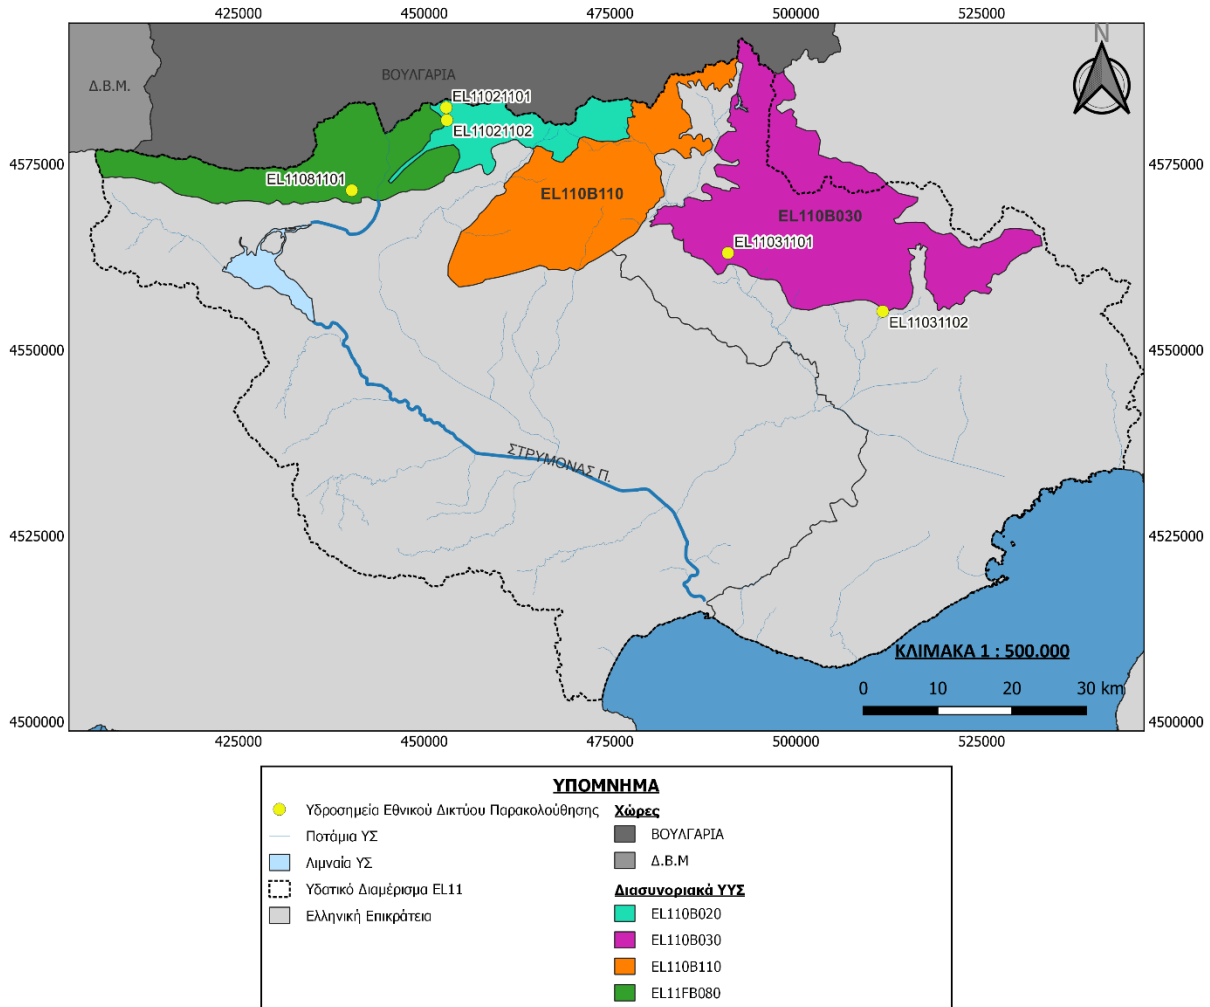 425000 450000 475000 500000 525000
N
ΒΟΥΛΓΑΡΙΑ
Δ.Β.Μ.
EL11021101
EL11021102
4575000 4575000
EL11081101
EL110B110
EL110B030
EL11031101
EL11031102
4550000 4550000
ΣΤΡΥΜΟΝΑΣ Π.
4525000 4525000
ΚΛΙΜΑΚΑ 1 : 500.000
0 10 20 30 km
4500000 4500000
425000 450000 475000 500000 525000
ΥΠΟΜΝΗΜΑ
Υδροσημεία Εθνικού Δικτύου Παρακολούθησης
Ποτάμια ΥΣ
Λιμναία ΥΣ
Υδατικό Διαμέρισμα EL11
Ελληνική Επικράτεια
Χώρες
ΒΟΥΛΓΑΡΙΑ
Δ.Β.Μ
Διασυνοριακά ΥΥΣ
EL110B020
EL110B030
EL110B110
EL11FB080